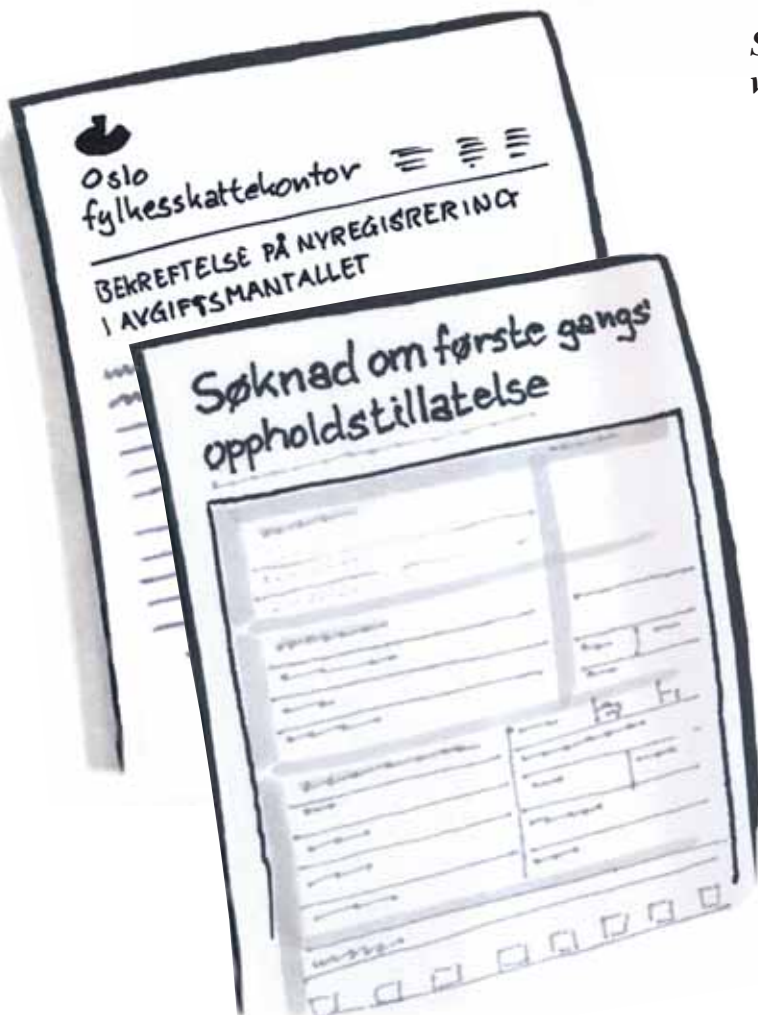 Oslo
fylkesskattekontor
BEKREFTELSE PÅ NYREGISRERING
I AVGIFTSMANTALLET
Søknad om første gangs
oppholdstillatelse